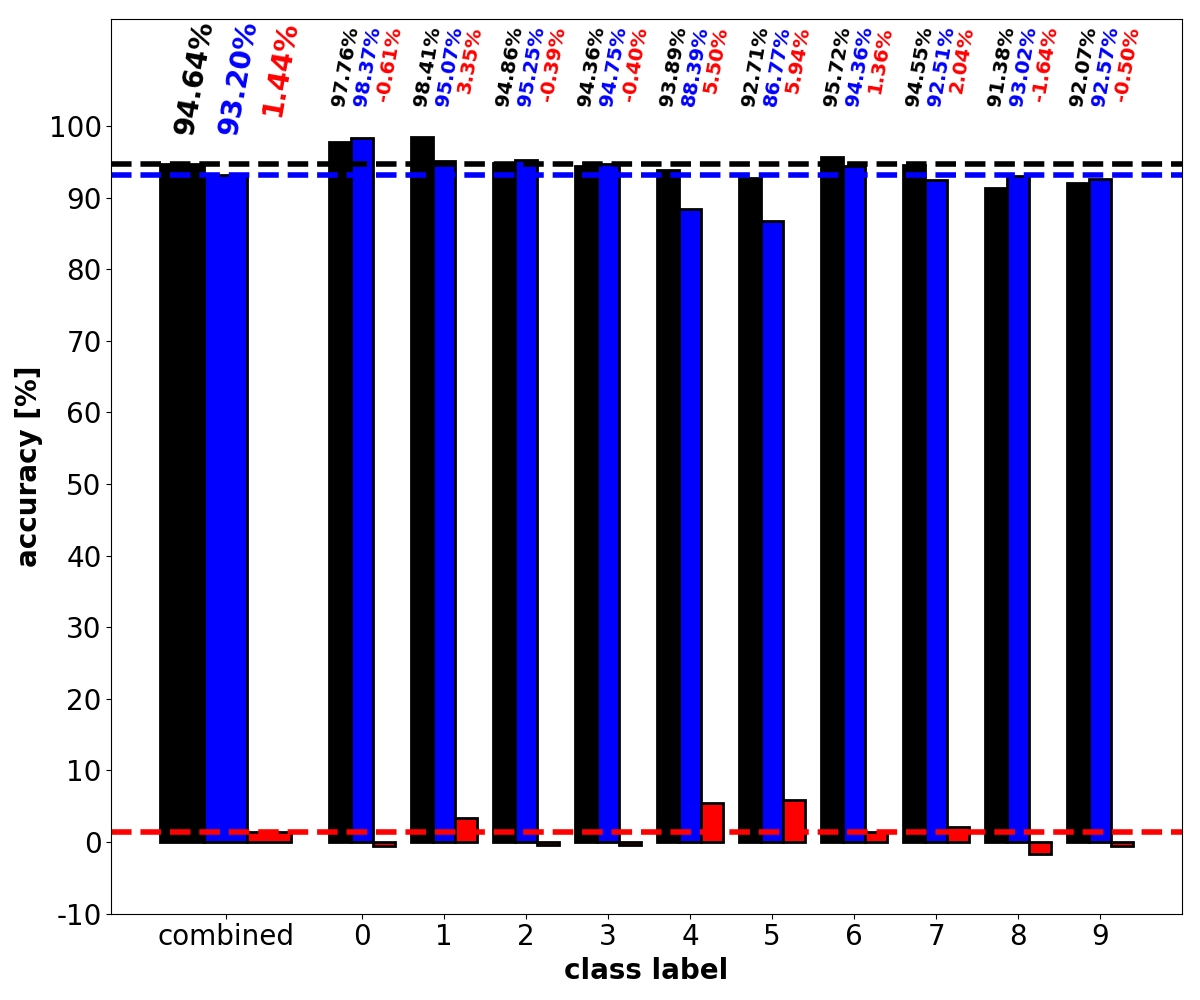 94.64% 93.20% 1.44%
97.76% 98.37% -0.61%
98.41% 95.07% 3.35%
94.86% 95.25% -0.39%
94.36% 94.75% -0.40%
93.89% 88.39% 5.50%
92.71% 86.77% 5.94%
95.72% 94.36% 1.36%
94.55% 92.51% 2.04%
91.38% 93.02% -1.64%
92.07% 92.57% -0.50%
100
90
80
70
60
50
40
30
20
10
0
-10
accuracy [%]
combined 0 1 2 3 4 5 6 7 8 9
class label